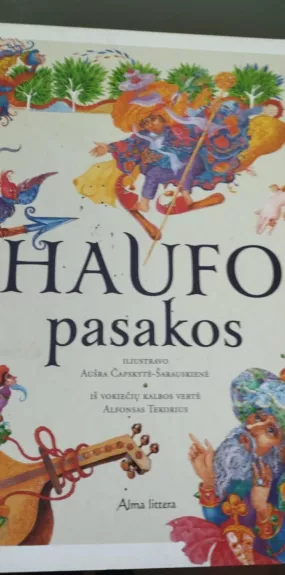 HAUFO
pasakos
ILIUSTRAVO
AUŠRA ČAPSKYTĖ-ŠARAUSKIENĖ
IŠ VOKIEČIŲ KALBOS VERTĖ
ALFONSAS TEKORIUS
Alma littera